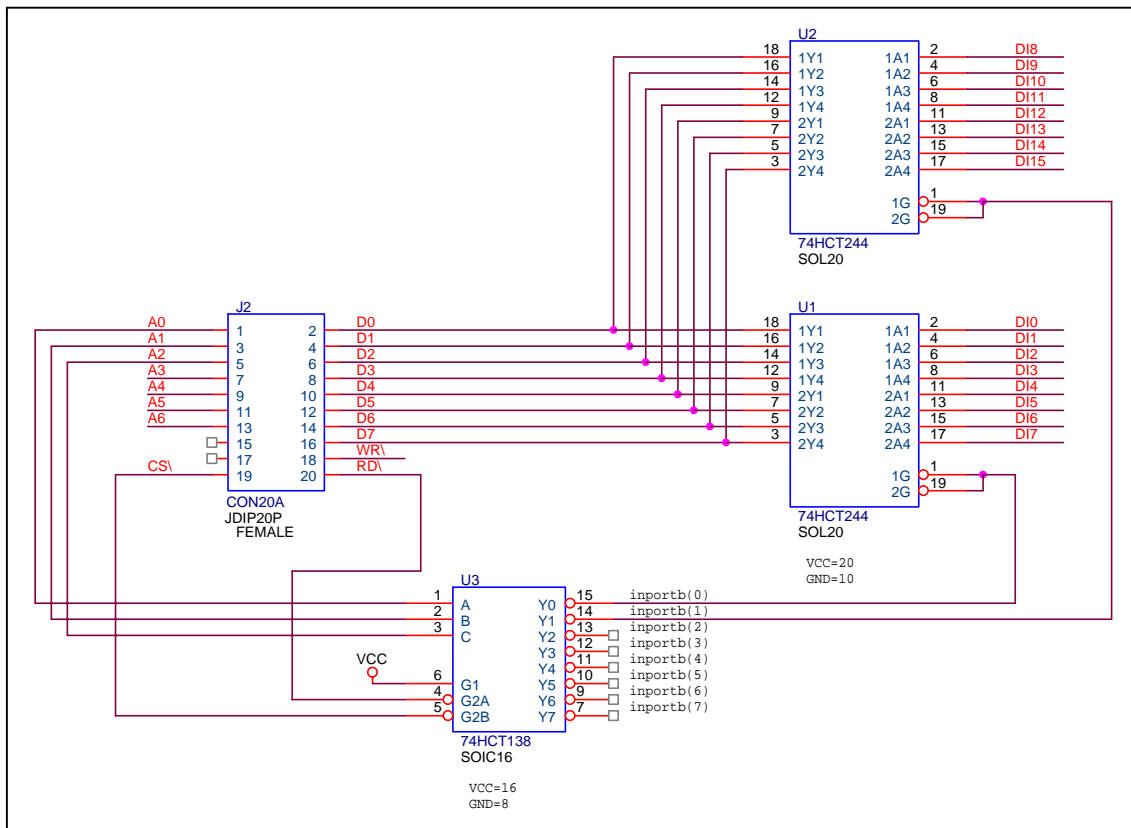 U2
18 1Y1 1A1 2 DI8
16 1Y2 1A2 4 DI9
14 1Y3 1A3 6 DI10
12 1Y4 1A4 8 DI11
9 2Y1 2A1 11 DI12
7 2Y2 2A2 13 DI13
5 2Y3 2A3 15 DI14
3 2Y4 2A4 17 DI15
1G 1
2G 19
74HCT244
SOL20
J2
A0 1 2 D0
A1 3 4 D1
A2 5 6 D2
A3 7 8 D3
A4 9 10 D4
A5 11 12 D5
A6 13 14 D6
15 16 D7
17 18 WR\
CS\ 19 20 RD\
CON20A
JDIP20P
FEMALE
U1
18 1Y1 1A1 2 DI0
16 1Y2 1A2 4 DI1
14 1Y3 1A3 6 DI2
12 1Y4 1A4 8 DI3
9 2Y1 2A1 11 DI4
7 2Y2 2A2 13 DI5
5 2Y3 2A3 15 DI6
3 2Y4 2A4 17 DI7
1G 1
2G 19
74HCT244
SOL20
VCC=20
GND=10
U3
1 A Y0 15 inportb(0)
2 B Y1 14 inportb(1)
3 C Y2 13 inportb(2)
Y3 12 inportb(3)
Y4 11 inportb(4)
VCC 6 G1 Y5 10 inportb(5)
4 G2A Y6 9 inportb(6)
5 G2B Y7 7 inportb(7)
74HCT138
SOIC16
VCC=16
GND=8